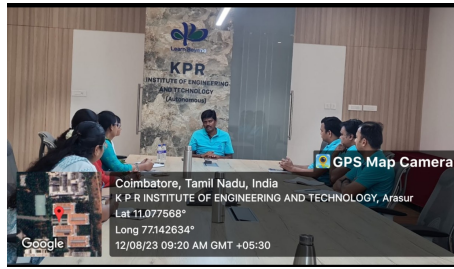 LearnBeyond
KPR
INSTITUTE OF ENGINEERING
AND TECHNOLOGY
(Autonomous)
GPS Map Camera
Coimbatore, Tamil Nadu, India
K P R INSTITUTE OF ENGINEERING AND TECHNOLOGY, Arasur
Lat 11.077568°
Long 77.142634°
12/08/23 09:20 AM GMT +05:30
Google